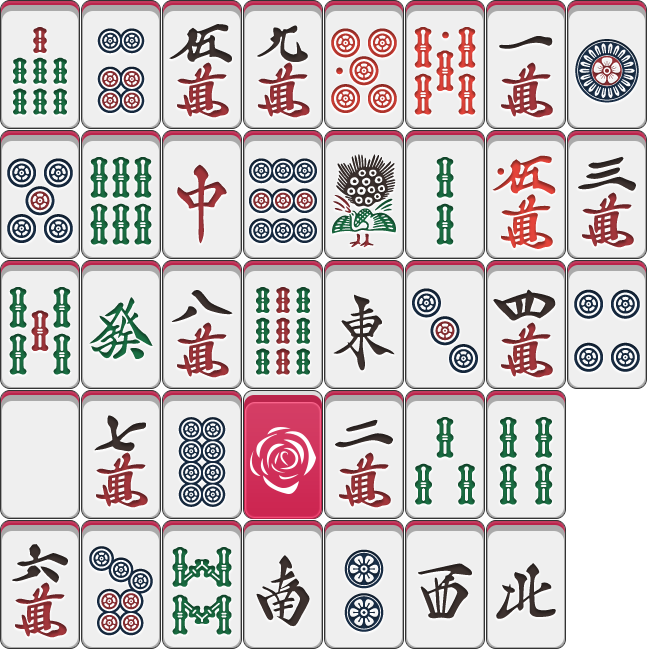 伍萬 九萬 一萬
中 伍萬 三萬
發 八萬 東 四萬
七萬 二萬
六萬 南 西 北